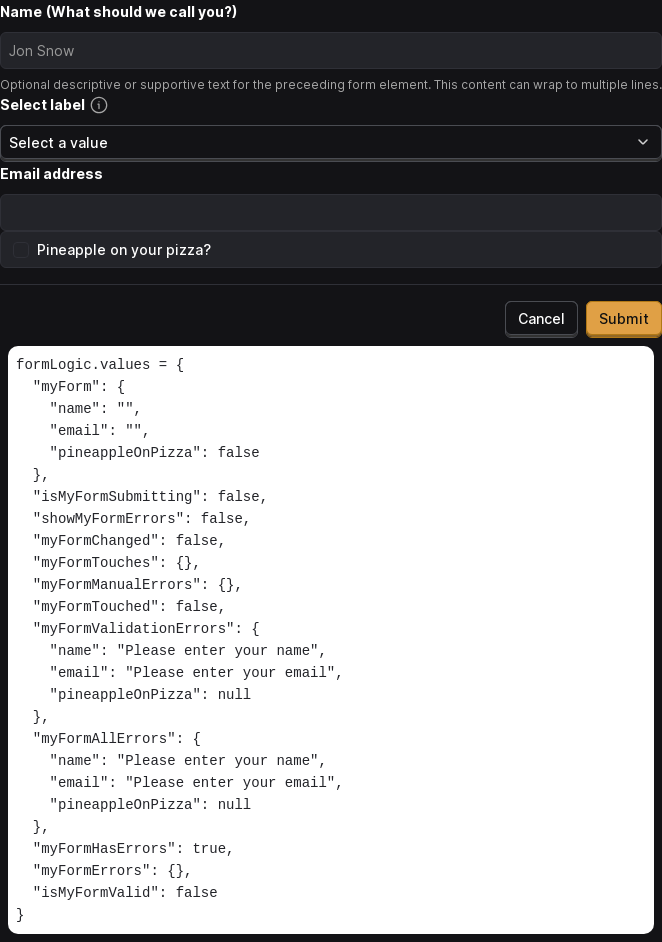 Name (What should we call you?)
Jon Snow
Optional descriptive or supportive text for the preceeding form element. This content can wrap to multiple lines.
Select label
Select a value
Email address
Pineapple on your pizza?
Cancel
Submit
formLogic.values = {
  "myForm": {
    "name": "",
    "email": "",
    "pineappleOnPizza": false
  },
  "isMyFormSubmitting": false,
  "showMyFormErrors": false,
  "myFormChanged": false,
  "myFormTouches": {},
  "myFormManualErrors": {},
  "myFormTouched": false,
  "myFormValidationErrors": {
    "name": "Please enter your name",
    "email": "Please enter your email",
    "pineappleOnPizza": null
  },
  "myFormAllErrors": {
    "name": "Please enter your name",
    "email": "Please enter your email",
    "pineappleOnPizza": null
  },
  "myFormHasErrors": true,
  "myFormErrors": {},
  "isMyFormValid": false
}